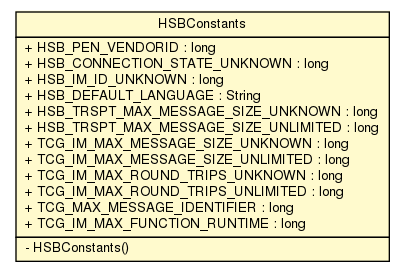 HSBConstants
+ HSB_PEN_VENDORID : long
+ HSB_CONNECTION_STATE_UNKNOWN : long
+ HSB_IM_ID_UNKNOWN : long
+ HSB_DEFAULT_LANGUAGE : String
+ HSB_TRSPT_MAX_MESSAGE_SIZE_UNKNOWN : long
+ HSB_TRSPT_MAX_MESSAGE_SIZE_UNLIMITED : long
+ TCG_IM_MAX_MESSAGE_SIZE_UNKNOWN : long
+ TCG_IM_MAX_MESSAGE_SIZE_UNLIMITED : long
+ TCG_IM_MAX_ROUND_TRIPS_UNKNOWN : long
+ TCG_IM_MAX_ROUND_TRIPS_UNLIMITED : long
+ TCG_MAX_MESSAGE_IDENTIFIER : long
+ TCG_IM_MAX_FUNCTION_RUNTIME : long
- HSBConstants()